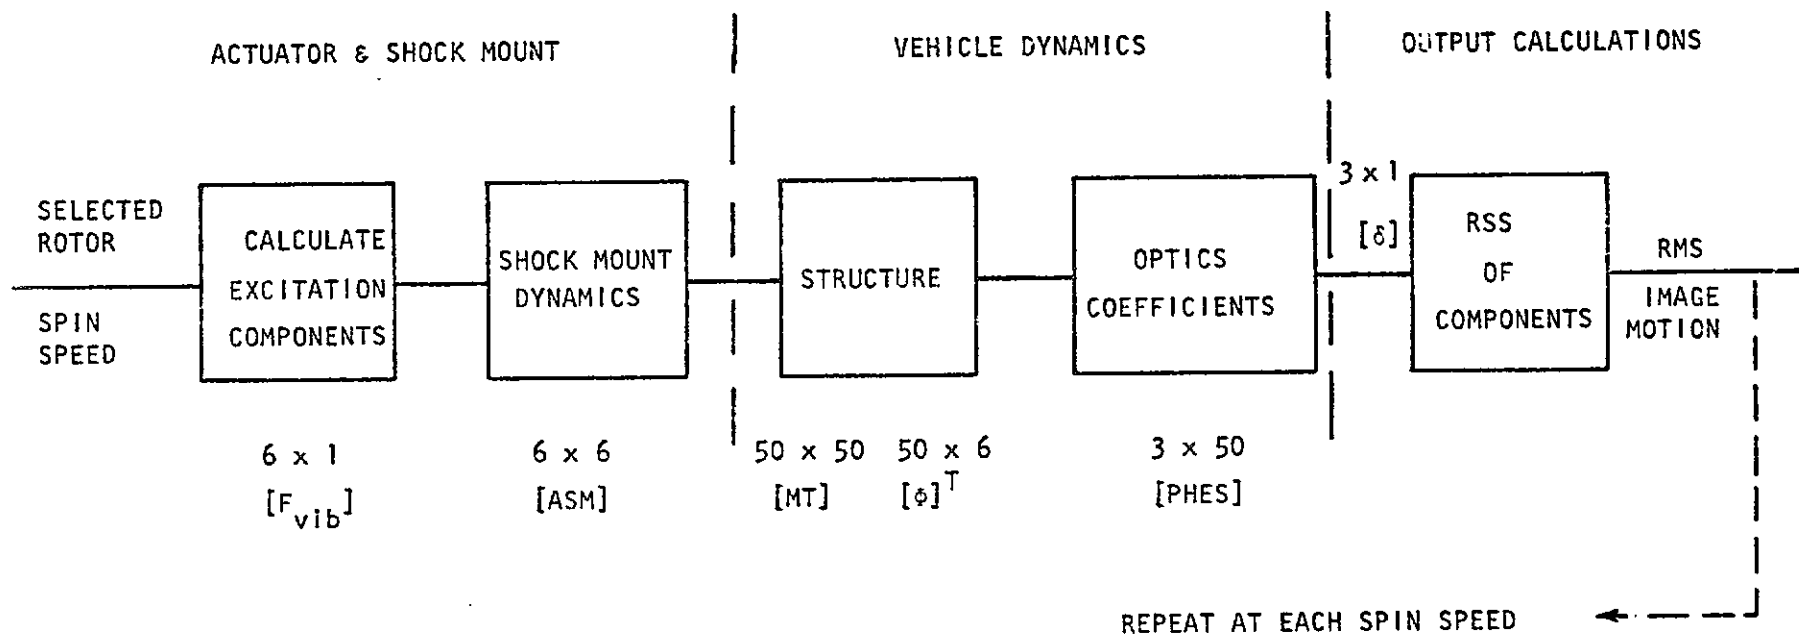 ACTUATOR & SHOCK MOUNT
VEHICLE DYNAMICS
OUTPUT CALCULATIONS
SELECTED
ROTOR
SPIN
SPEED
CALCULATE
EXCITATION
COMPONENTS
SHOCK MOUNT
DYNAMICS
STRUCTURE
OPTICS
COEFFICIENTS
3 x 1
[δ]
RSS
OF
COMPONENTS
RMS
IMAGE
MOTION
6 x 1
[F_vib]
6 x 6
[ASM]
50 x 50
[MT]
50 x 6
[Φ]^T
3 x 50
[PHES]
REPEAT AT EACH SPIN SPEED